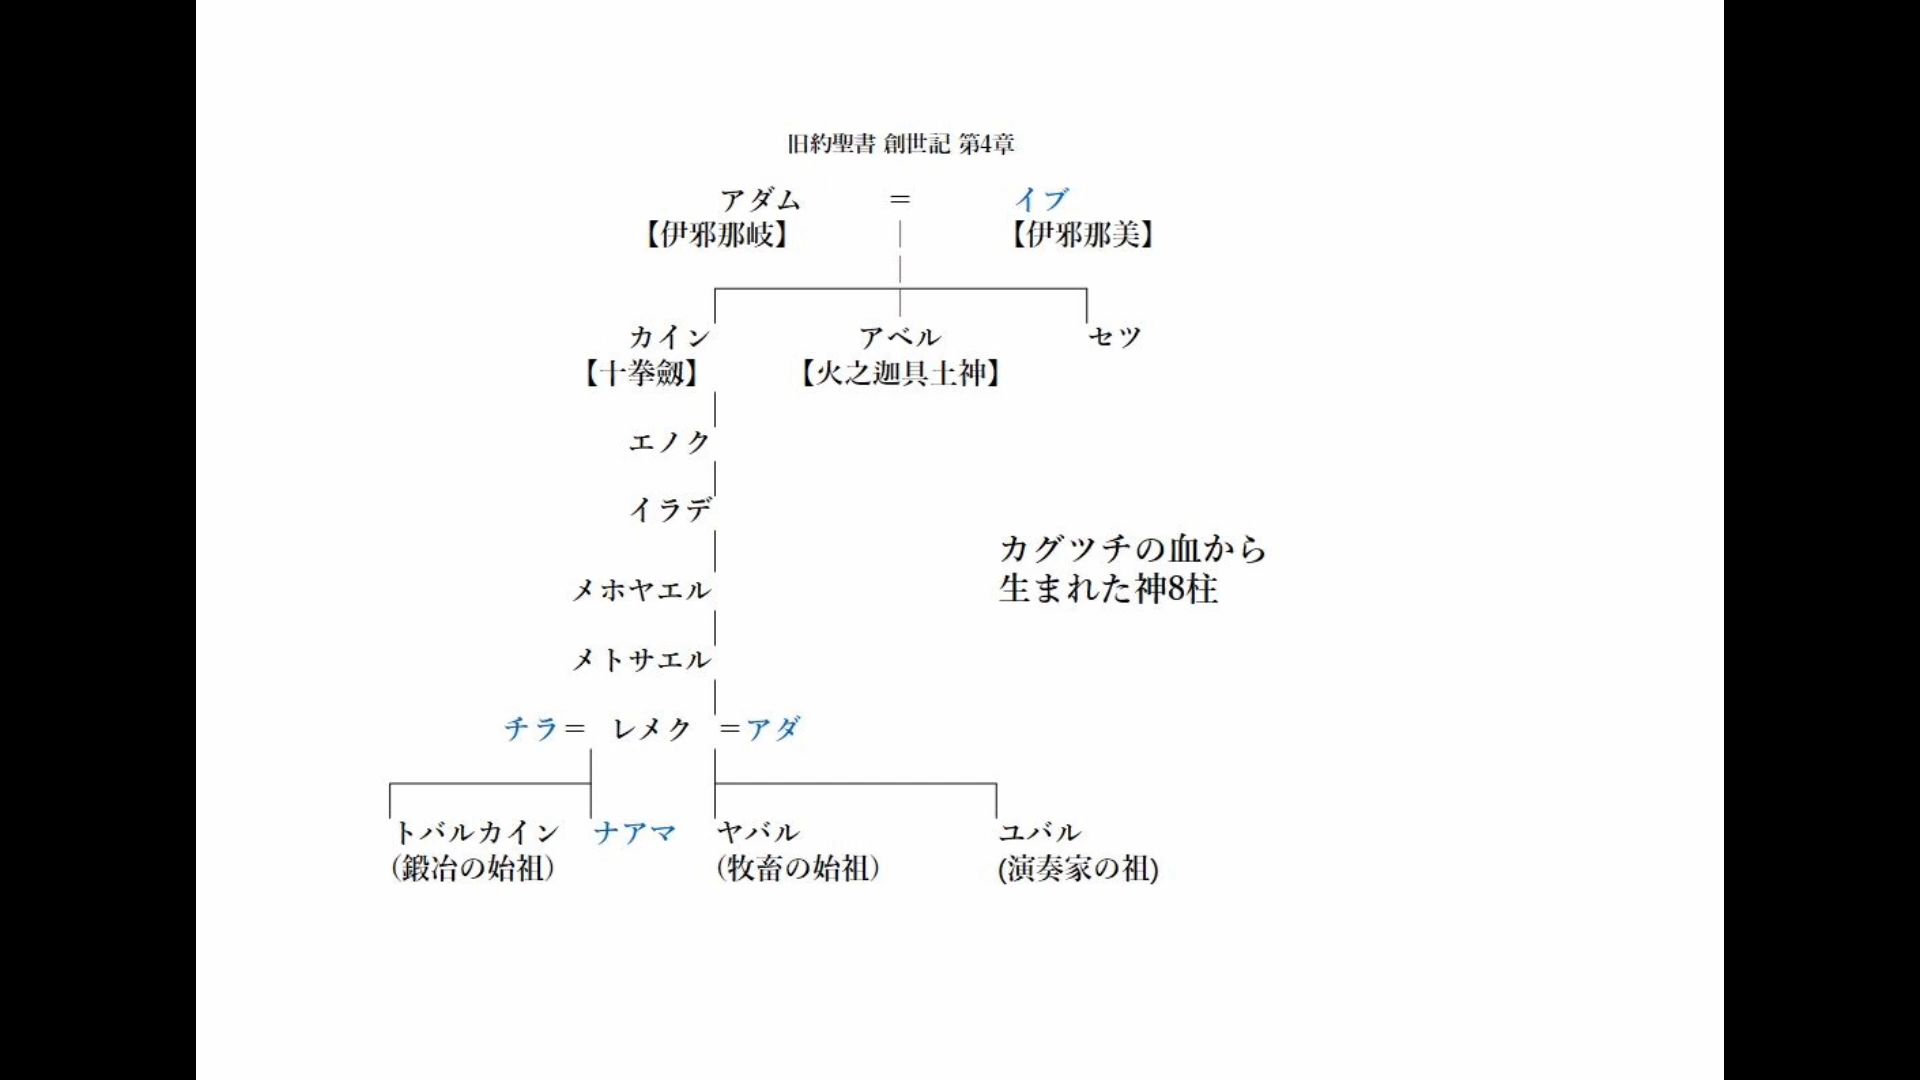 旧約聖書 創世記 第4章
アダム = イブ
【伊邪那岐】 【伊邪那美】
カイン アベル セツ
【十拳劔】 【火之迦具土神】
エノク
イラデ
カグツチの血から
生まれた神8柱
メホヤエル
メトサエル
チラ= レメク =アダ
トバルカイン ナアマ ヤバル ユバル
(鍛冶の始祖) (牧畜の始祖) (演奏家の祖)